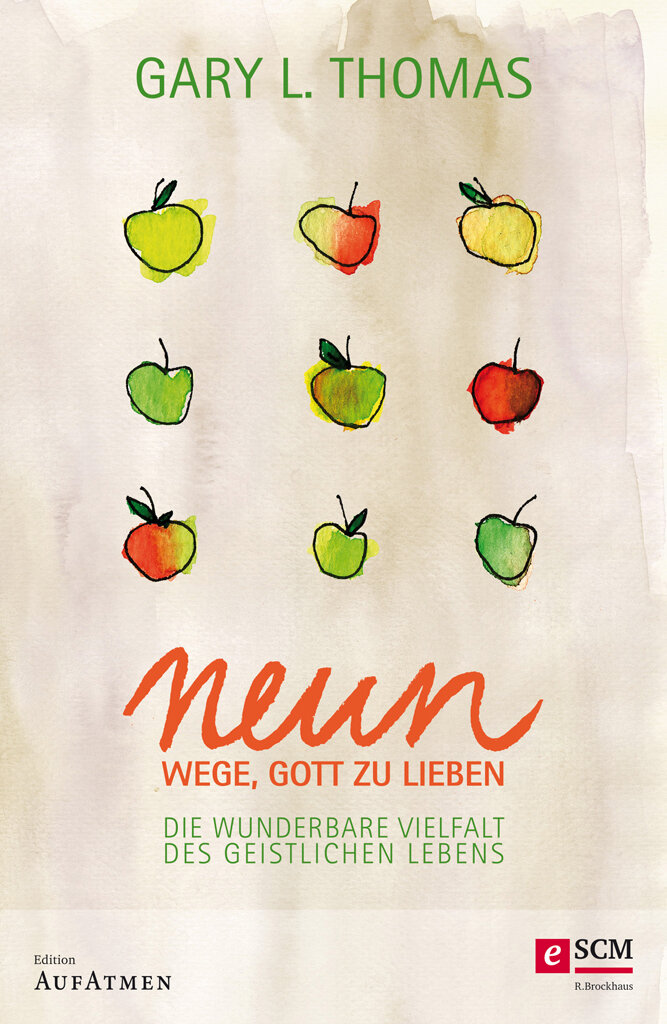 GARY L. THOMAS
neun
WEGE, GOTT ZU LIEBEN
DIE WUNDERBARE VIELFALT
DES GEISTLICHEN LEBENS
Edition
AUFATMEN
e SCM
R.Brockhaus